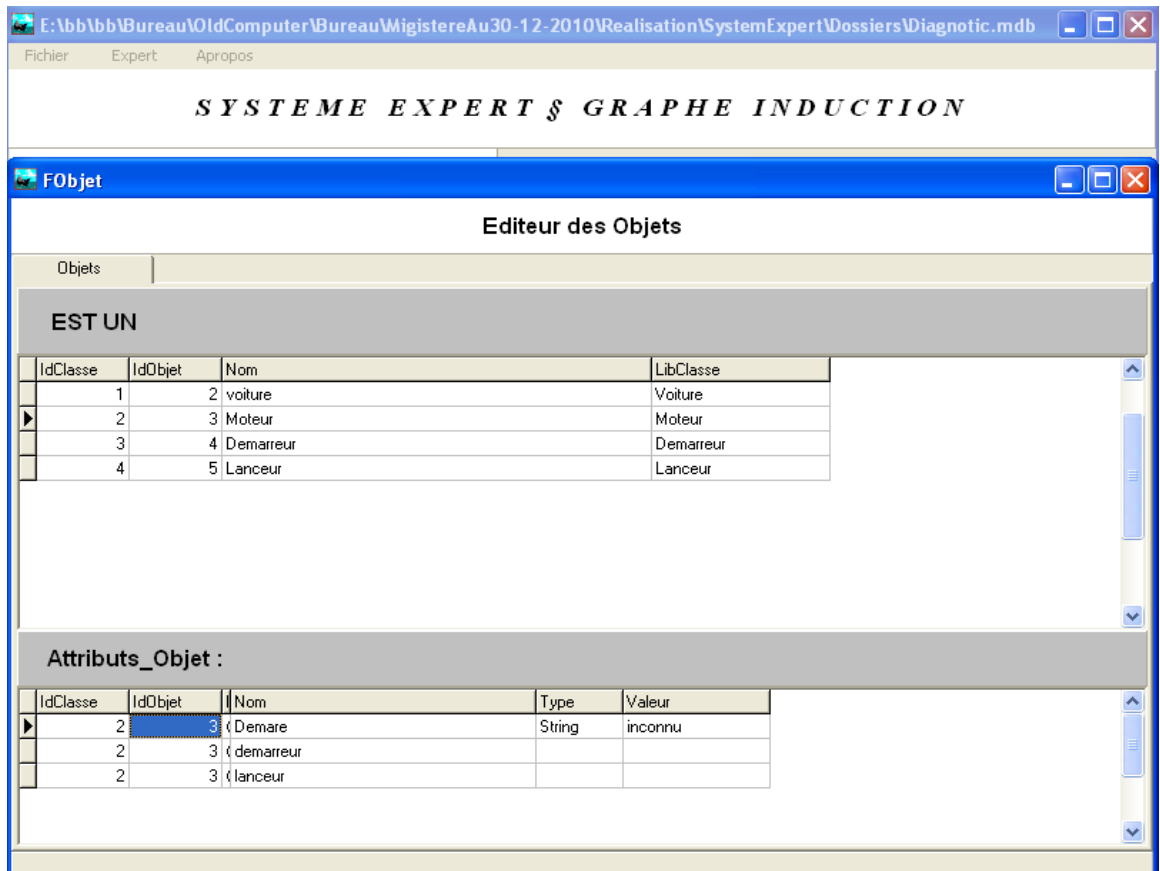 E:\bb\bb\Bureau\OldComputer\Bureau\MigistereAu30-12-2010\Realisation\SystemExpert\Dossiers\Diagnotic.mdb
Fichier Expert Apropos
SYSTEME EXPERT § GRAPHE INDUCTION
FObjet
Editeur des Objets
Objets
EST UN
IdClasse IdObjet Nom LibClasse
1 2 voiture Voiture
2 3 Moteur Moteur
3 4 Demarreur Demarreur
4 5 Lanceur Lanceur
Attributs_Objet :
IdClasse IdObjet Nom Type Valeur
2 3 Demare String inconnu
2 3 demarreur
2 3 lanceur